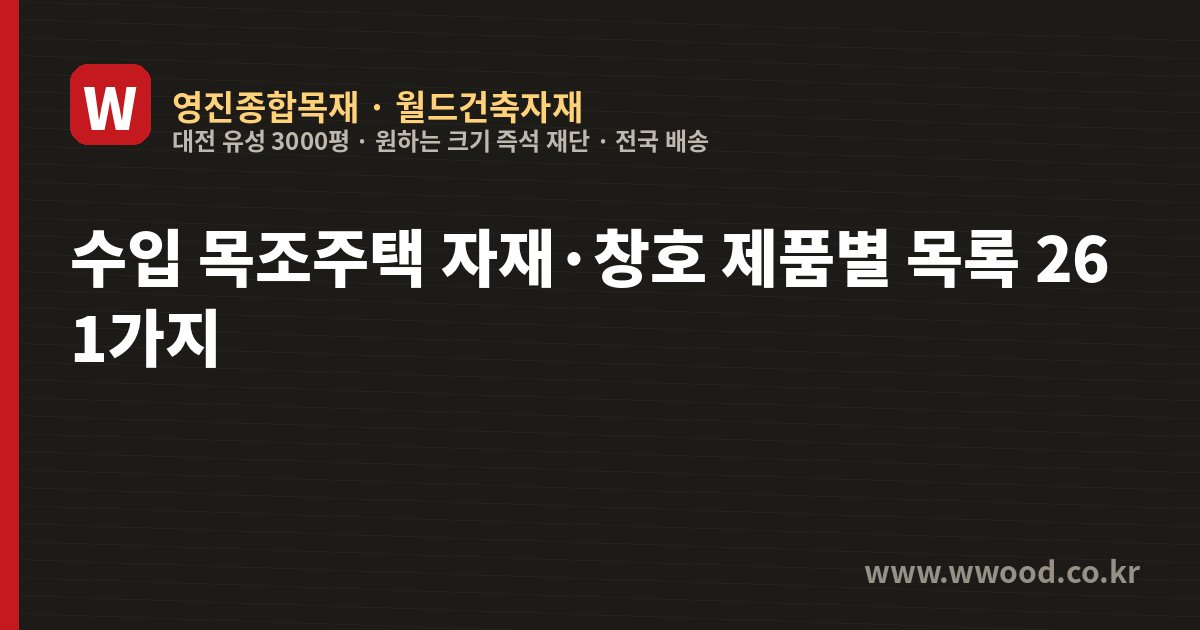 W
영진종합목재 · 월드건축자재
대전 유성 3000평 · 원하는 크기 즉석 재단 · 전국 배송
수입 목조주택 자재·창호 제품별 목록 26
1가지
www.wwood.co.kr